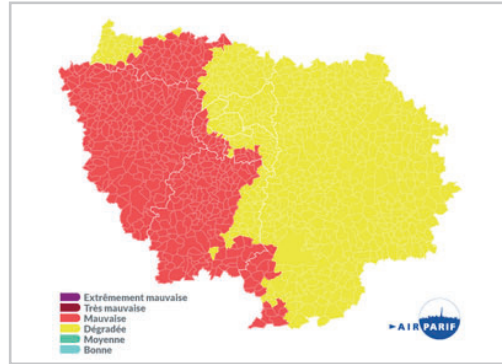 Extrêmement mauvaise
Très mauvaise
Mauvaise
Dégradée
Moyenne
Bonne
AIRPARIF